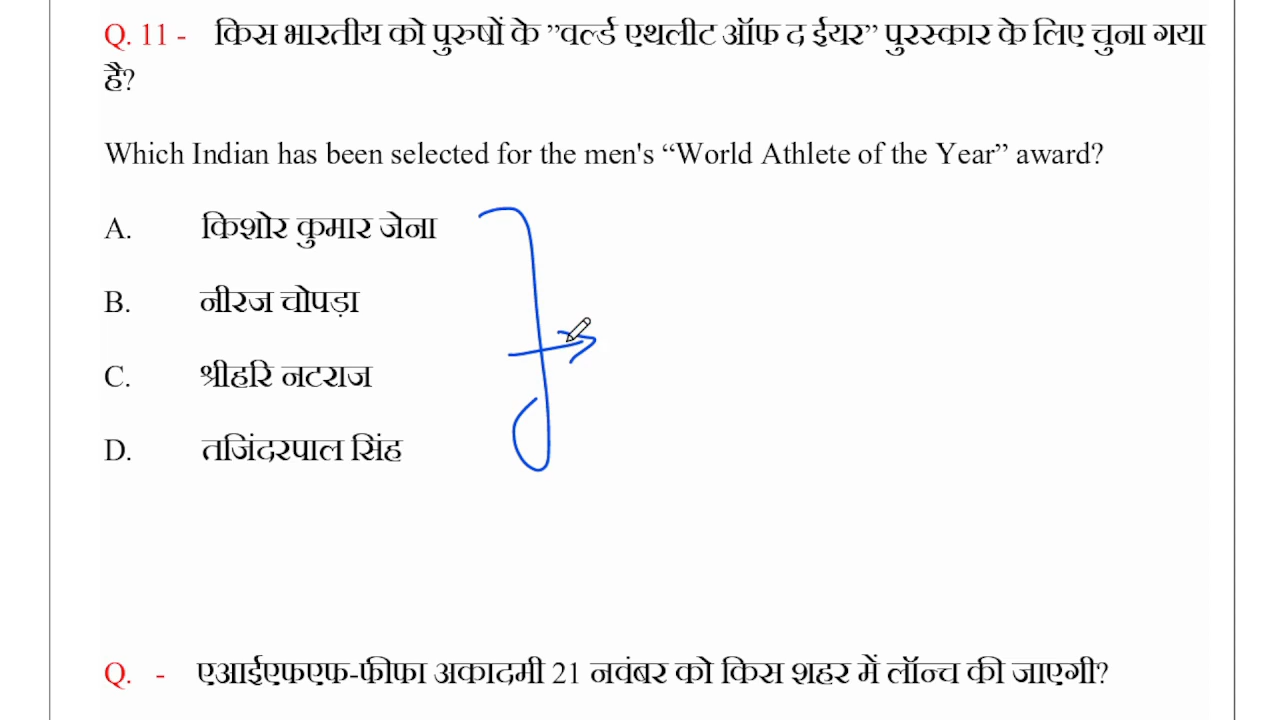 Q. 11 - किस भारतीय को पुरुषों के ”वर्ल्ड एथलीट ऑफ द ईयर” पुरस्कार के लिए चुना गया
है?
Which Indian has been selected for the men's “World Athlete of the Year” award?
A. किशोर कुमार जेना
B. नीरज चोपड़ा
C. श्रीहरि नटराज
D. तजिंदरपाल सिंह
Q. - एआईएफएफ-फीफा अकादमी 21 नवंबर को किस शहर में लॉन्च की जाएगी?